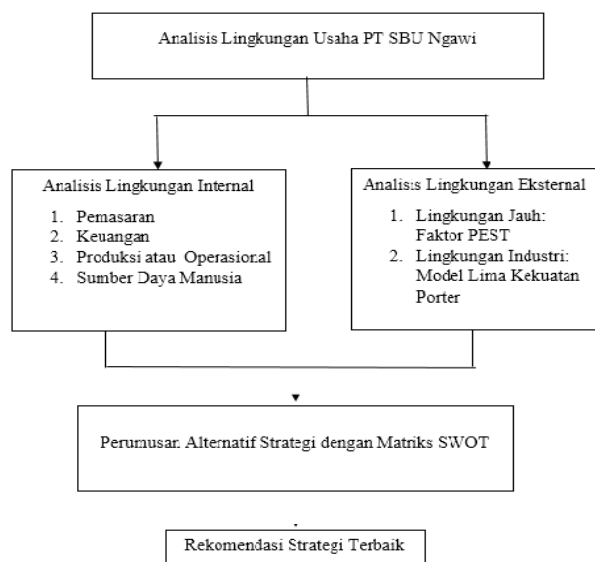 Analisis Lingkungan Usaha PT SBU Ngawi
Analisis Lingkungan Internal
1. Pemasaran
2. Keuangan
3. Produksi atau Operasional
4. Sumber Daya Manusia
Analisis Lingkungan Eksternal
1. Lingkungan Jauh:
Faktor PEST
2. Lingkungan Industri:
Model Lima Kekuatan
Porter
Perumusan Alternatif Strategi dengan Matriks SWOT
Rekomendasi Strategi Terbaik